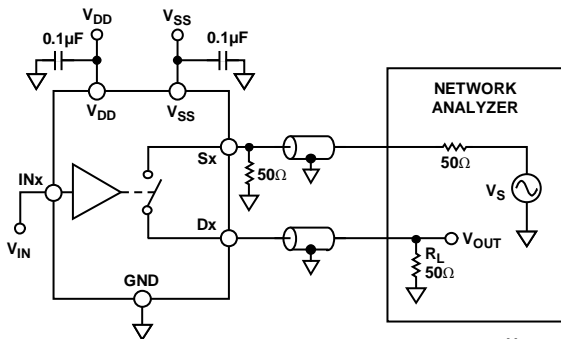 VDD
VSS
0.1µF
0.1µF
VDD
VSS
NETWORK
ANALYZER
Sx
INx
50Ω
50Ω
VS
Dx
VOUT
VIN
RL
50Ω
GND